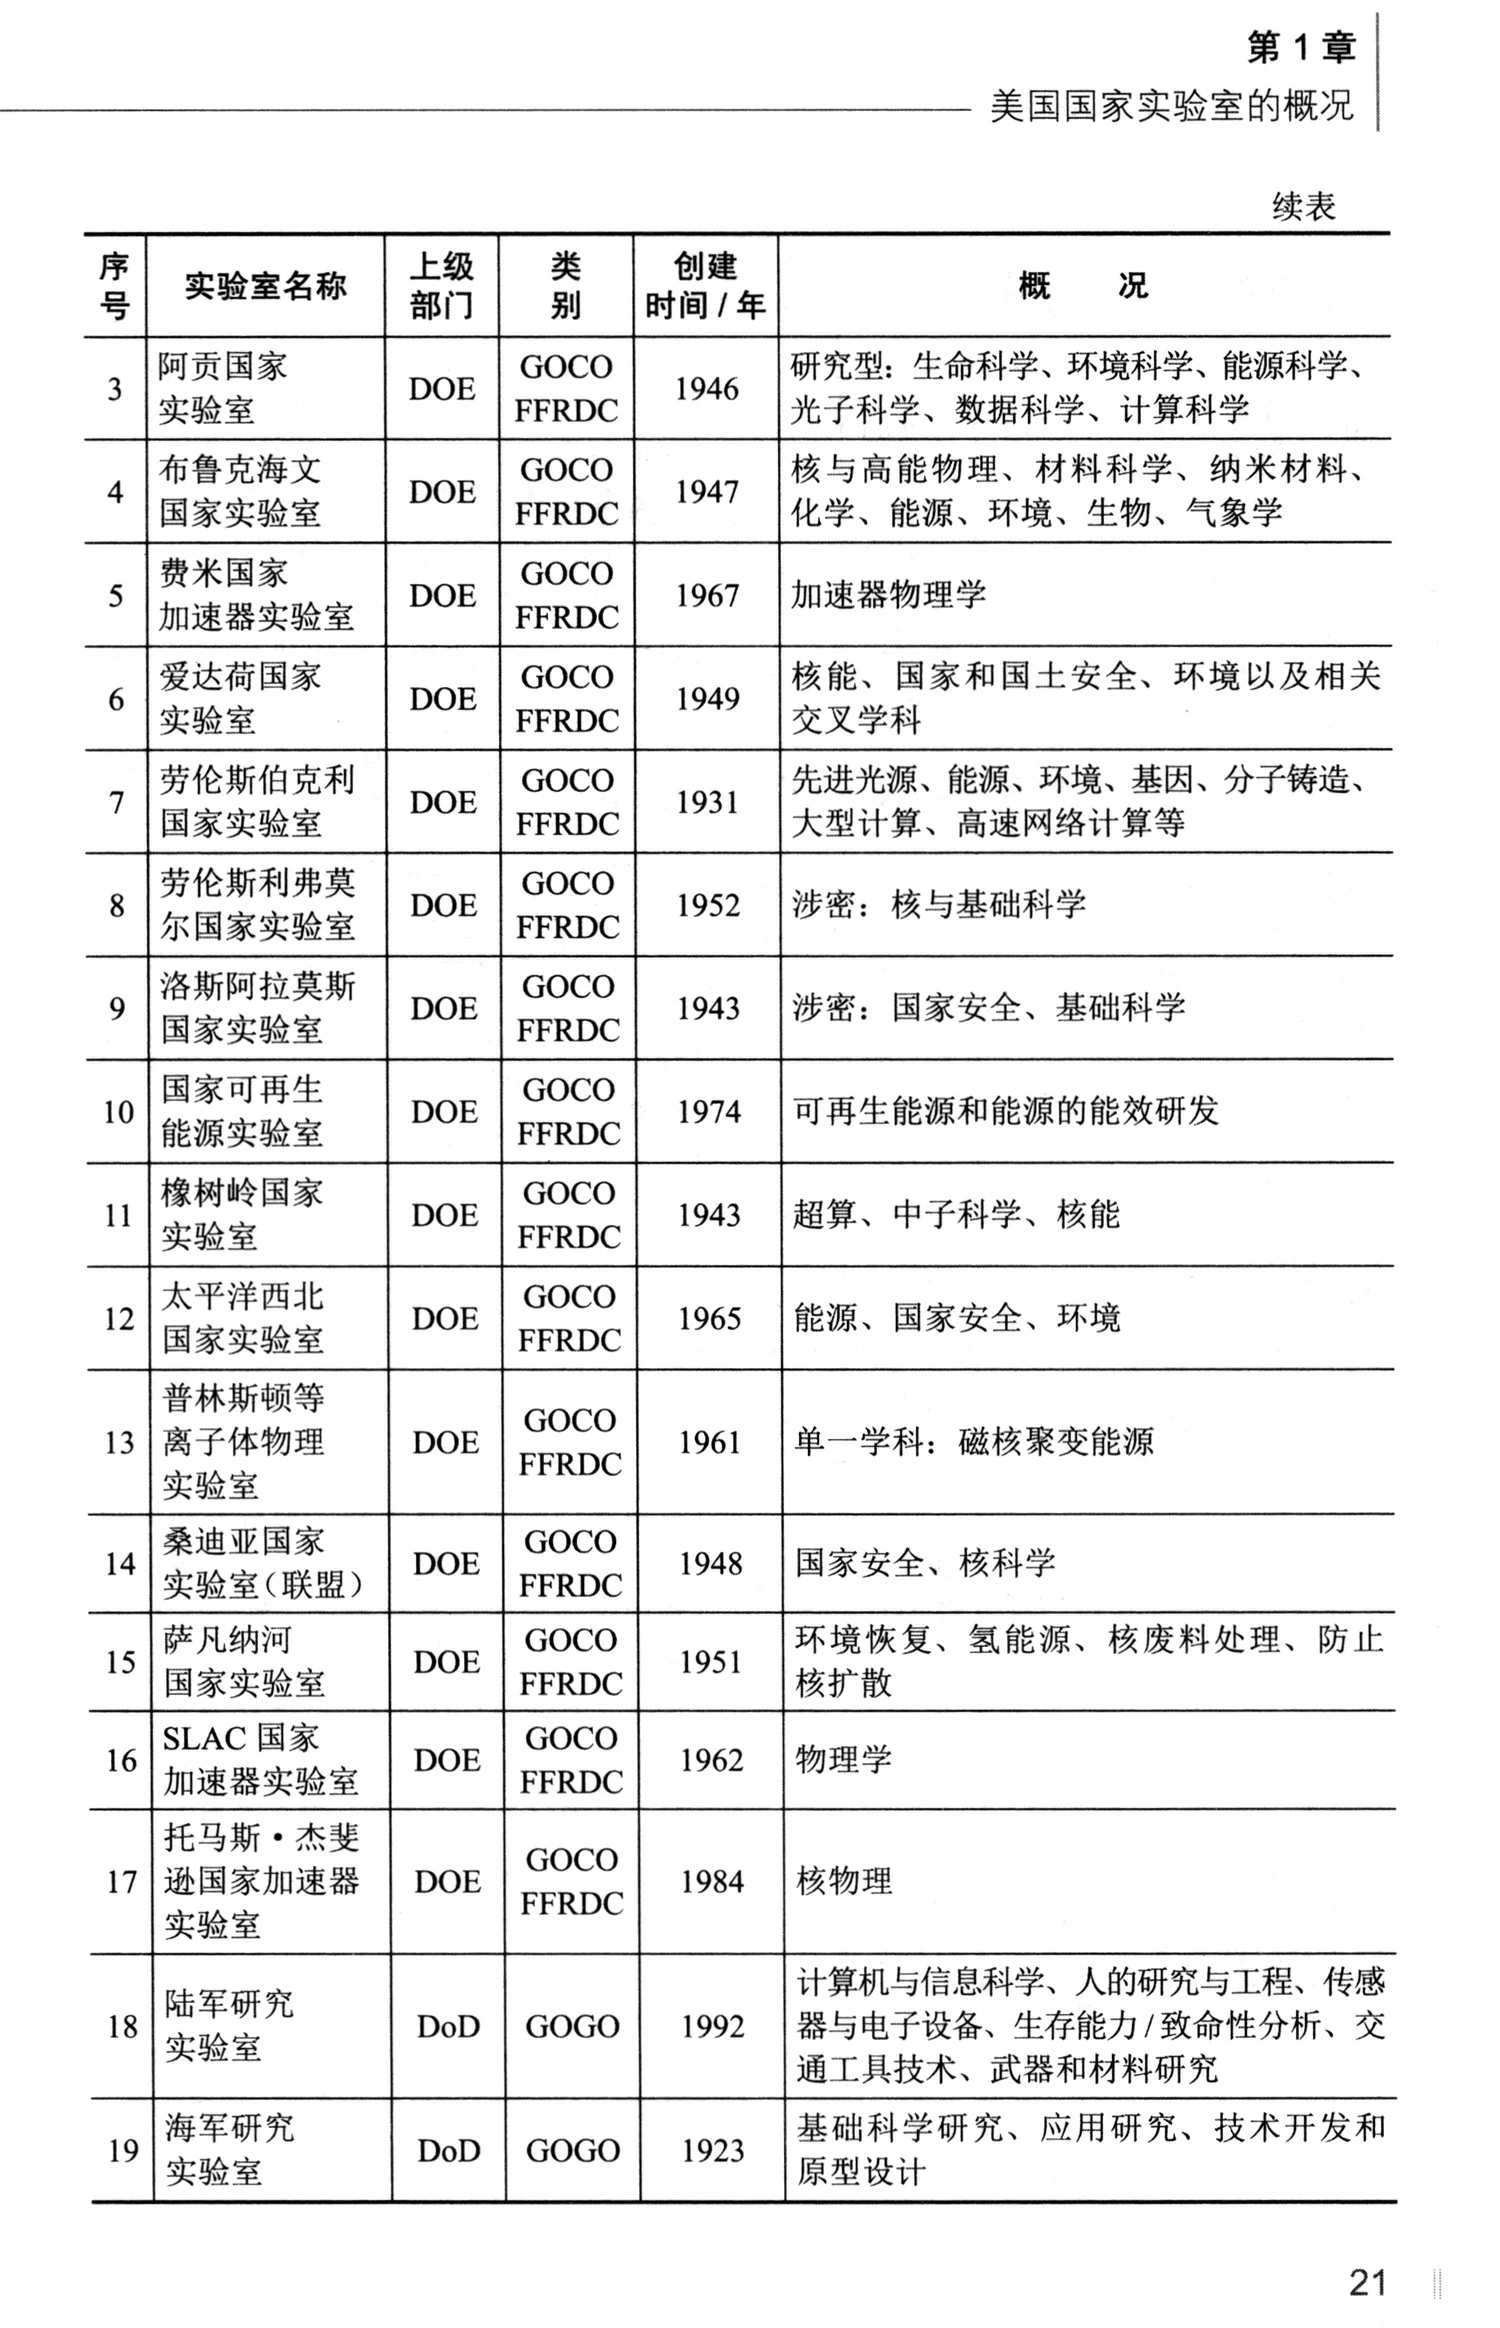 第 1 章
美国国家实验室的概况
续表
序号 实验室名称 上级部门 类别 创建时间/年 概 况
3 阿贡国家实验室 DOE GOCO FFRDC 1946 研究型：生命科学、环境科学、能源科学、光子科学、数据科学、计算科学
4 布鲁克海文国家实验室 DOE GOCO FFRDC 1947 核与高能物理、材料科学、纳米材料、化学、能源、环境、生物、气象学
5 费米国家加速器实验室 DOE GOCO FFRDC 1967 加速器物理学
6 爱达荷国家实验室 DOE GOCO FFRDC 1949 核能、国家和国土安全、环境以及相关交叉学科
7 劳伦斯伯克利国家实验室 DOE GOCO FFRDC 1931 先进光源、能源、环境、基因、分子铸造、大型计算、高速网络计算等
8 劳伦斯利弗莫尔国家实验室 DOE GOCO FFRDC 1952 涉密：核与基础科学
9 洛斯阿拉莫斯国家实验室 DOE GOCO FFRDC 1943 涉密：国家安全、基础科学
10 国家可再生能源实验室 DOE GOCO FFRDC 1974 可再生能源和能源的能效研发
11 橡树岭国家实验室 DOE GOCO FFRDC 1943 超算、中子科学、核能
12 太平洋西北国家实验室 DOE GOCO FFRDC 1965 能源、国家安全、环境
13 普林斯顿等离子体物理实验室 DOE GOCO FFRDC 1961 单一学科：磁核聚变能源
14 桑迪亚国家实验室（联盟） DOE GOCO FFRDC 1948 国家安全、核科学
15 萨凡纳河国家实验室 DOE GOCO FFRDC 1951 环境恢复、氢能源、核废料处理、防止核扩散
16 SLAC 国家加速器实验室 DOE GOCO FFRDC 1962 物理学
17 托马斯·杰斐逊国家加速器实验室 DOE GOCO FFRDC 1984 核物理
18 陆军研究实验室 DoD GOGO 1992 计算机与信息科学、人的研究与工程、传感器与电子设备、生存能力/致命性分析、交通工具技术、武器和材料研究
19 海军研究实验室 DoD GOGO 1923 基础科学研究、应用研究、技术开发和原型设计
21